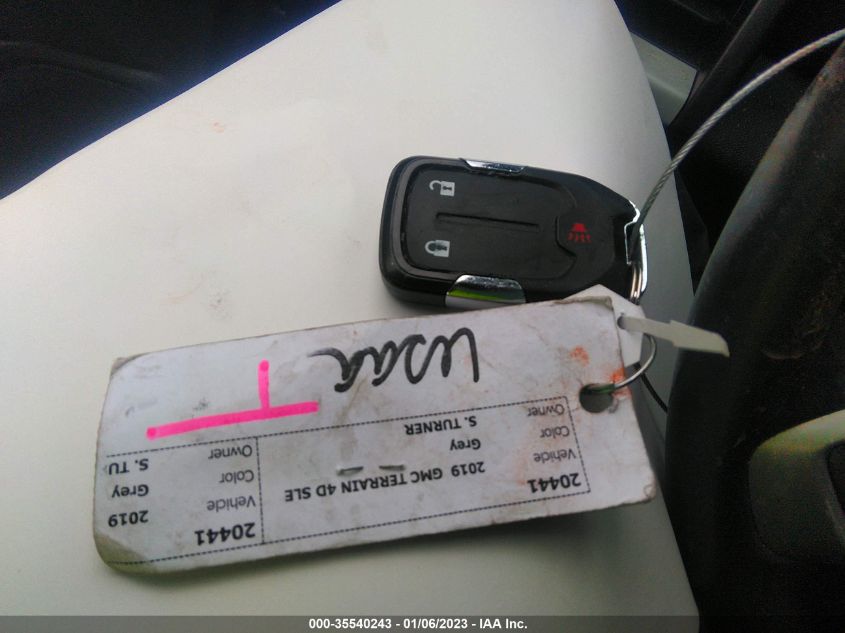 20441
Vehicle 2019 GMC TERRAIN 4D SLE
Color Grey
Owner S. TURNER
20441
Vehicle 2019
Color Grey
Owner S. TU
usaa
T
000-35540243 - 01/06/2023 - IAA Inc.